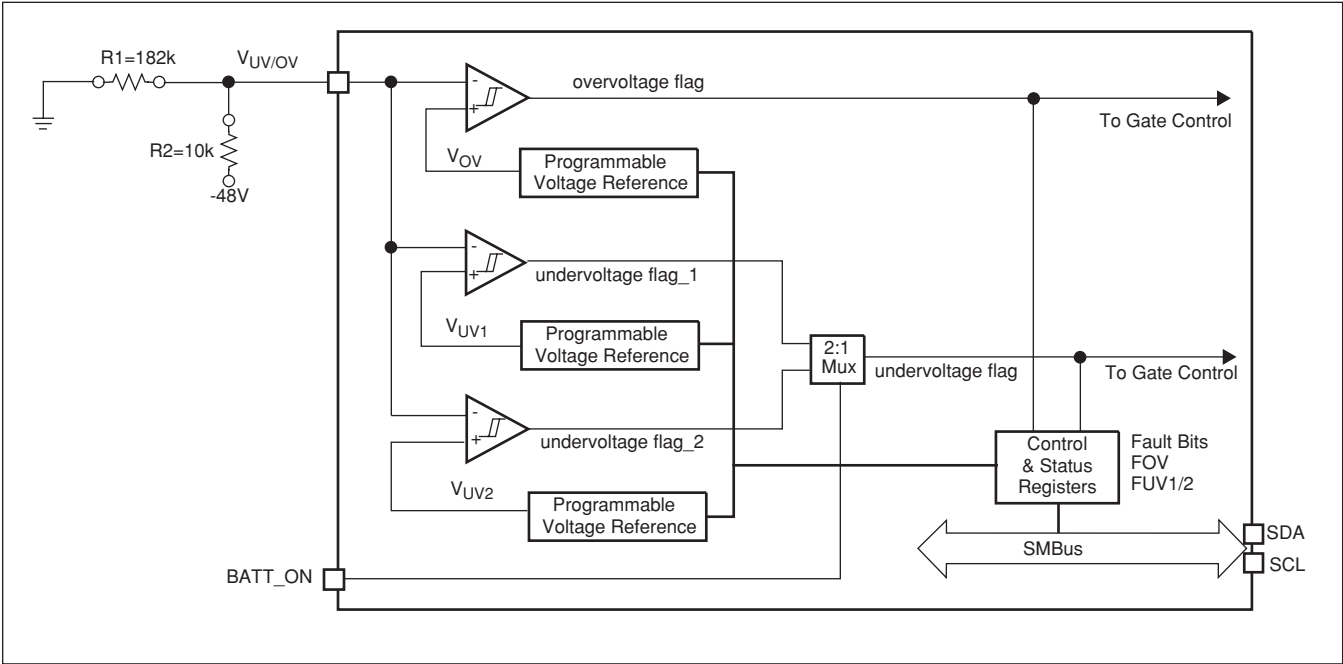 R1=182k
VUV/OV
R2=10k
-48V
-
+
overvoltage flag
To Gate Control
VOV
Programmable
Voltage Reference
-
+
undervoltage flag_1
VUV1
Programmable
Voltage Reference
2:1
Mux
undervoltage flag
To Gate Control
-
+
undervoltage flag_2
VUV2
Programmable
Voltage Reference
Control
& Status
Registers
Fault Bits
FOV
FUV1/2
SMBus
SDA
SCL
BATT_ON